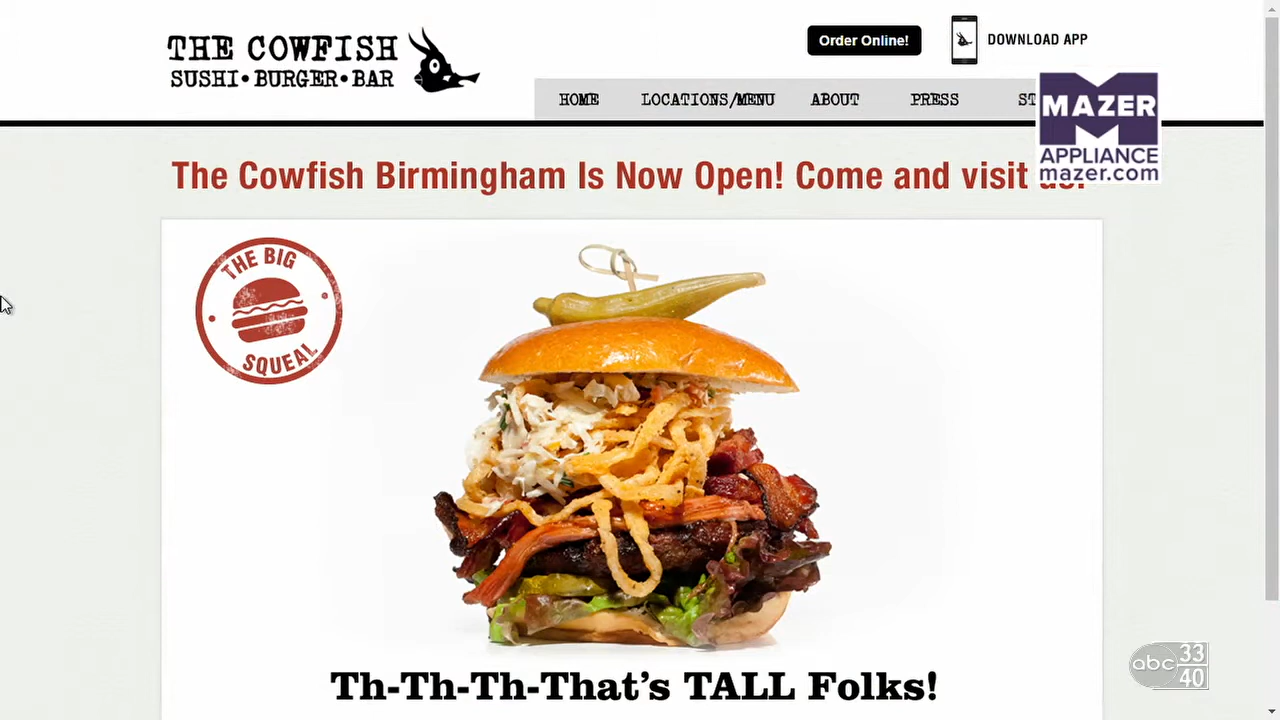 THE COWFISH
SUSHI•BURGER•BAR
Order Online!
DOWNLOAD APP
HOME LOCATIONS/MENU ABOUT PRESS
MAZER
APPLIANCE
mazer.com
The Cowfish Birmingham Is Now Open! Come and visit
THE BIG
SQUEAL
Th-Th-Th-That's TALL Folks!
abc 33
40